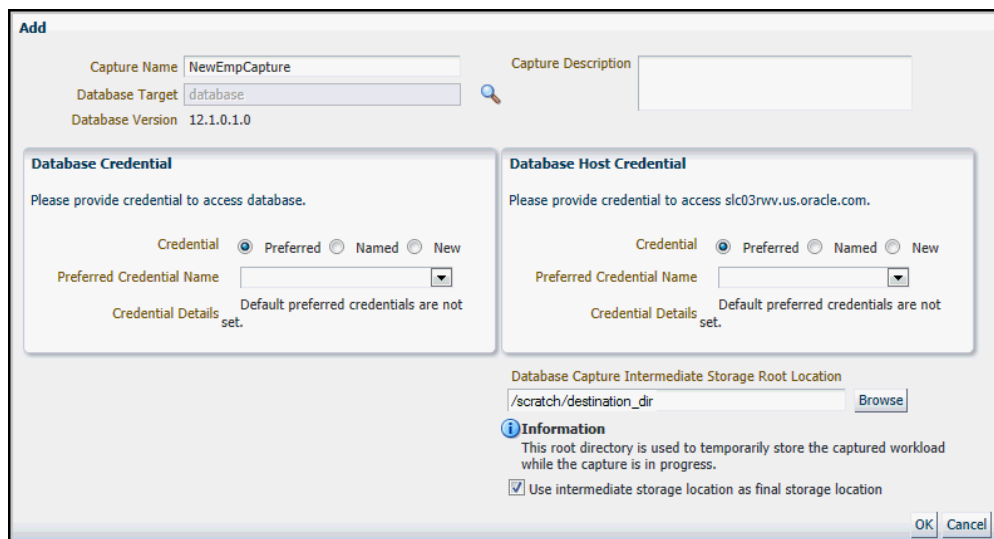 Add
Capture Name NewEmpCapture
Capture Description
Database Target database
Database Version 12.1.0.1.0
Database Credential
Please provide credential to access database.
Credential Preferred Named New
Preferred Credential Name
Credential Details Default preferred credentials are not
set.
Database Host Credential
Please provide credential to access slc03rwv.us.oracle.com.
Credential Preferred Named New
Preferred Credential Name
Credential Details Default preferred credentials are not
set.
Database Capture Intermediate Storage Root Location
/scratch/destination_dir Browse
Information
This root directory is used to temporarily store the captured workload
while the capture is in progress.
Use intermediate storage location as final storage location
OK Cancel